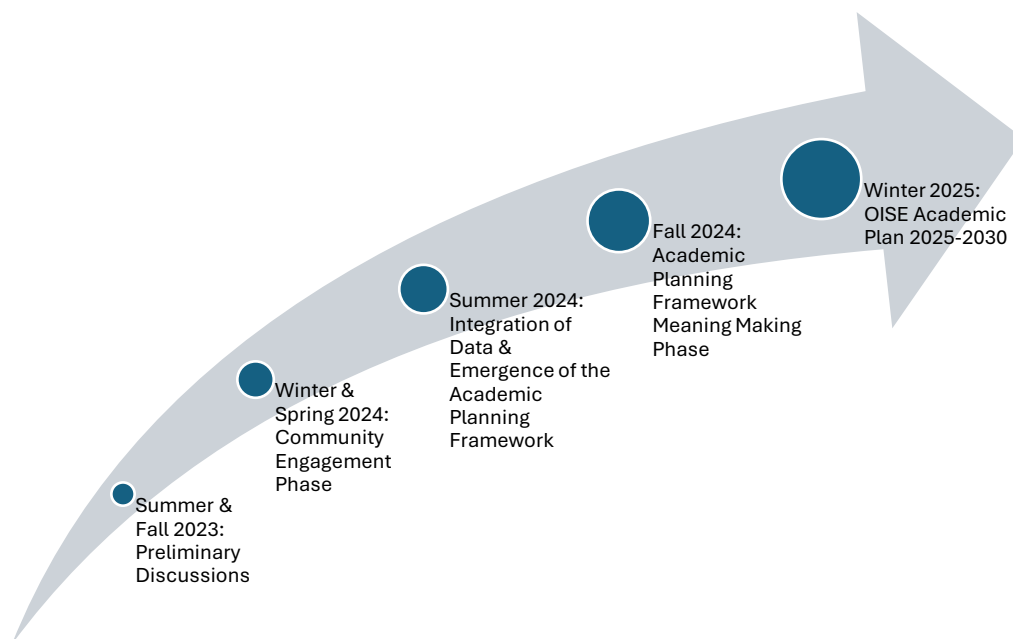 Summer &
Fall 2023:
Preliminary
Discussions
Winter &
Spring 2024:
Community
Engagement
Phase
Summer 2024:
Integration of
Data &
Emergence of the
Academic
Planning
Framework
Fall 2024:
Academic
Planning
Framework
Meaning Making
Phase
Winter 2025:
OISE Academic
Plan 2025-2030